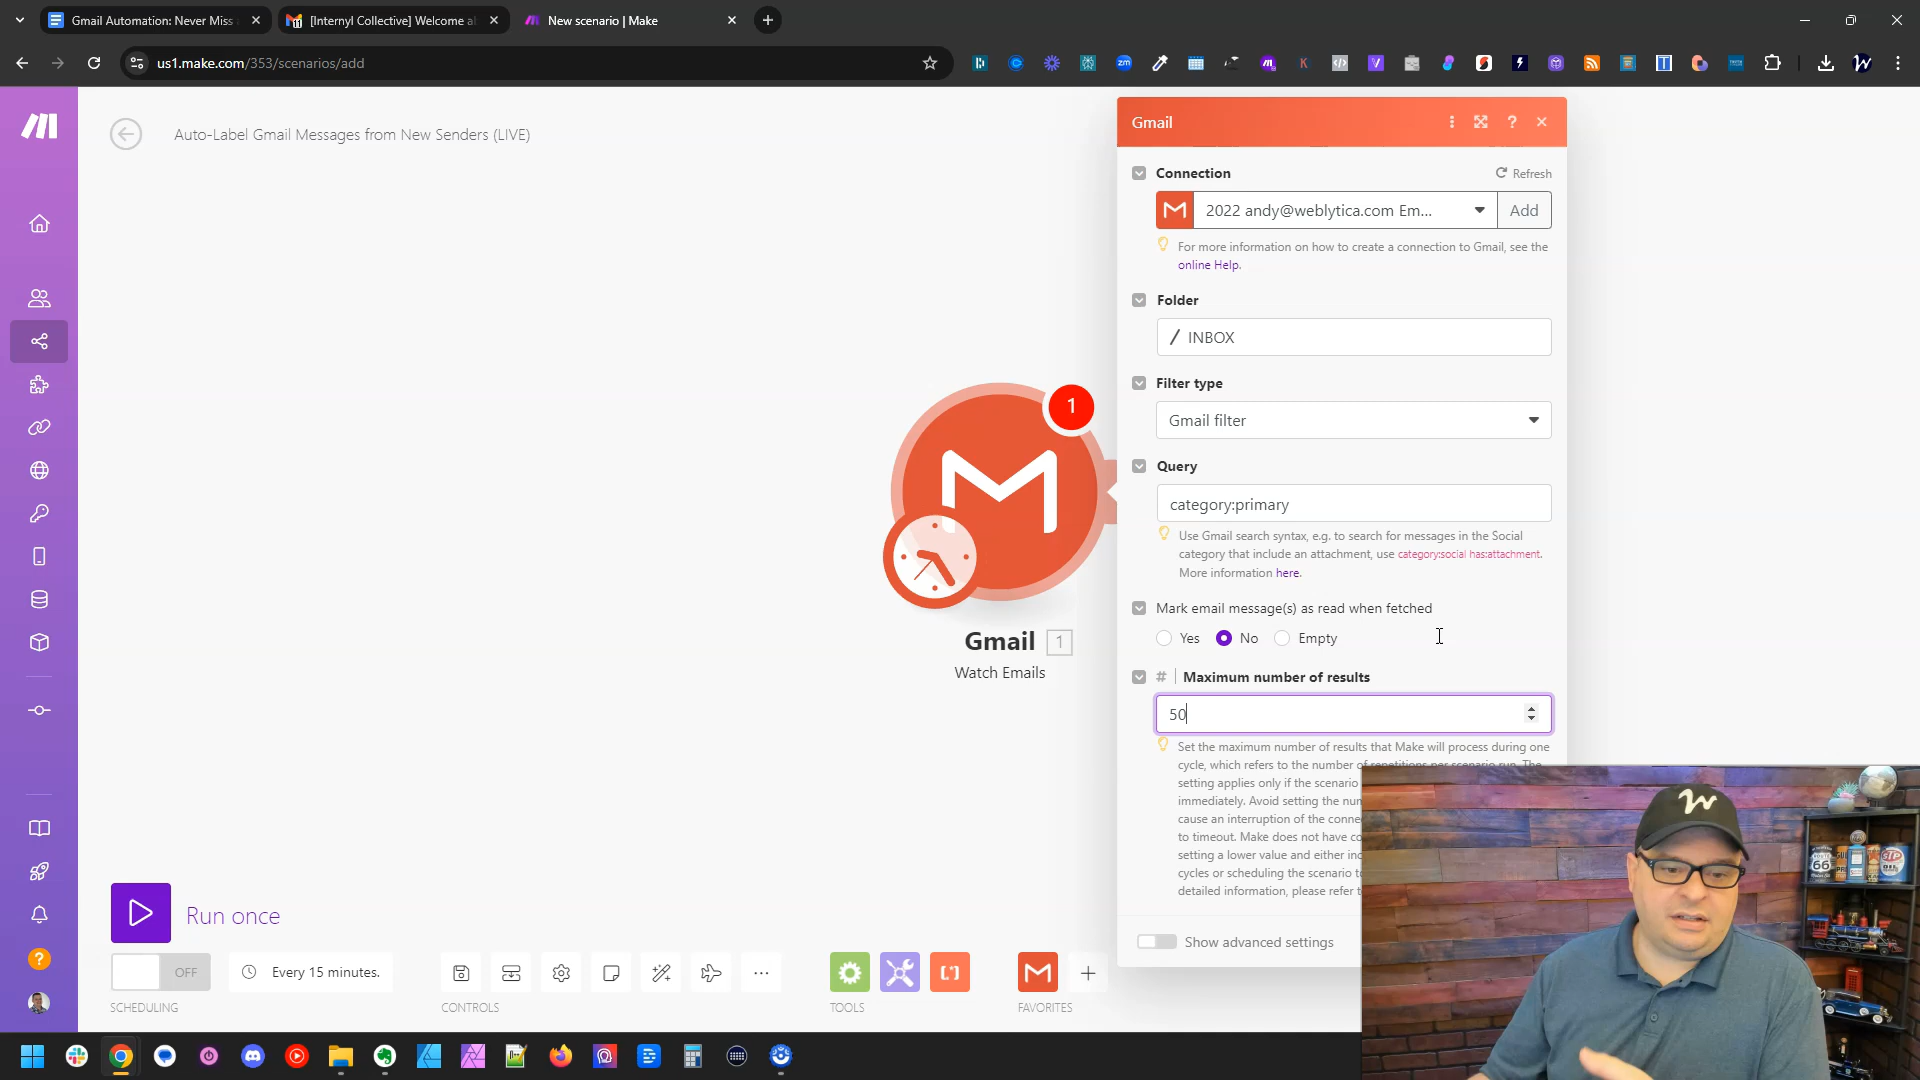 Gmail Automation: Never Miss
[Internyl Collective] Welcome a
New scenario | Make
us1.make.com/353/scenarios/add
Auto-Label Gmail Messages from New Senders (LIVE)
Gmail
Connection
Refresh
2022 andy@weblytica.com Em...
Add
For more information on how to create a connection to Gmail, see the
online Help.
Folder
/ INBOX
Filter type
Gmail filter
Query
category:primary
Use Gmail search syntax, e.g. to search for messages in the Social
category that include an attachment, use category:social has:attachment.
More information here.
Mark email message(s) as read when fetched
Yes
No
Empty
# Maximum number of results
50
Set the maximum number of results that Make will process during one
cycle, which refers to the number of repetitions per scenario run. The
setting applies only if the scenario
immediately. Avoid setting the
cause an interruption of the
to timeout. Make does not have
setting a lower value and either
cycles or scheduling the scenario
detailed information, please refer
Show advanced settings
1
Gmail 1
Watch Emails
Run once
OFF
Every 15 minutes.
SCHEDULING
CONTROLS
TOOLS
FAVORITES
66
STP